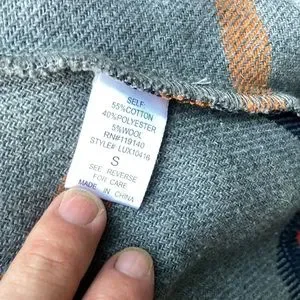 SELF:
55%COTTON
40%POLYESTER
5%WOOL
RN#119140
STYLE# LUX10416
S
SEE REVERSE
FOR CARE
MADE IN CHINA